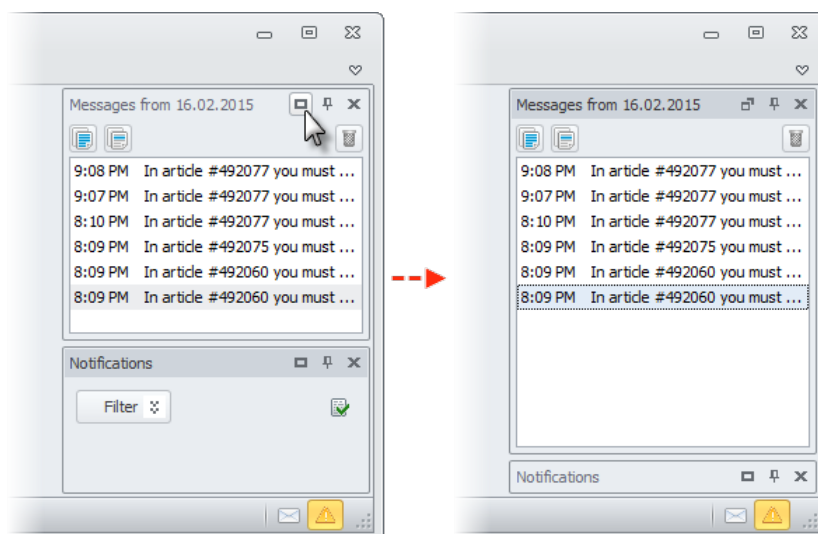 Messages from 16.02.2015
9:08 PM In article #492077 you must ...
9:07 PM In article #492077 you must ...
8:10 PM In article #492077 you must ...
8:09 PM In article #492075 you must ...
8:09 PM In article #492060 you must ...
8:09 PM In article #492060 you must ...
Notifications
Filter
Messages from 16.02.2015
9:08 PM In article #492077 you must ...
9:07 PM In article #492077 you must ...
8:10 PM In article #492077 you must ...
8:09 PM In article #492075 you must ...
8:09 PM In article #492060 you must ...
8:09 PM In article #492060 you must ...
Notifications